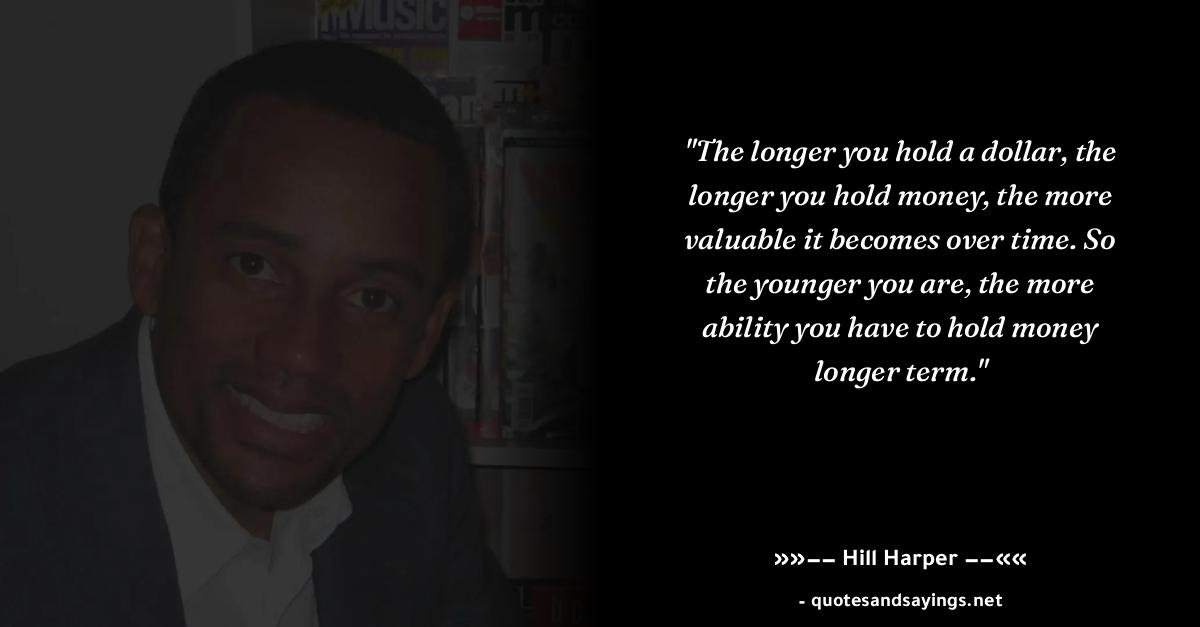 MUSIC
"The longer you hold a dollar, the
longer you hold money, the more
valuable it becomes over time. So
the younger you are, the more
ability you have to hold money
longer term."
»»−− Hill Harper −−««
- quotesandsayings.net